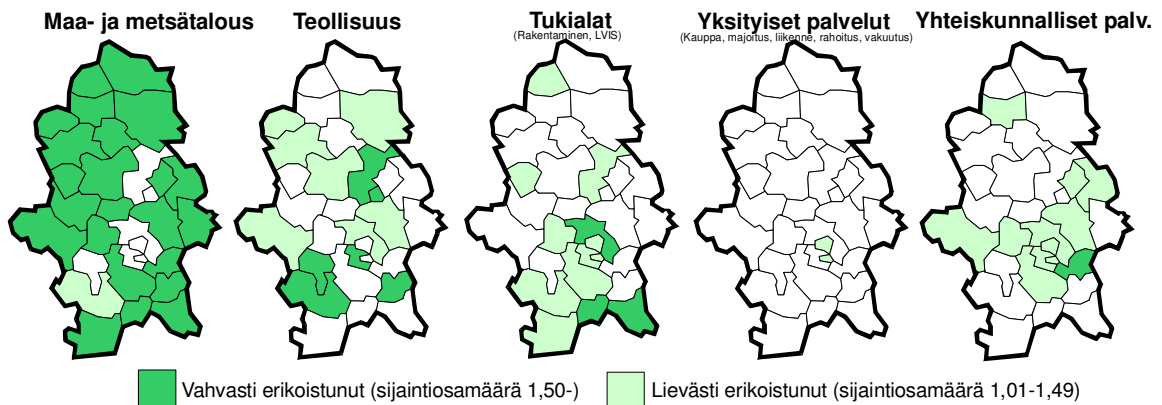 Maa- ja metsätalous
Teollisuus
Tukialat
(Rakentaminen, LVIS)
Yksityiset palvelut
(Kauppa, majoitus, liikenne, rahoitus, vakuutus)
Yhteiskunnalliset palv.
Vahvasti erikoistunut (sijaintiosamäärä 1,50-)
Lievästi erikoistunut (sijaintiosamäärä 1,01-1,49)